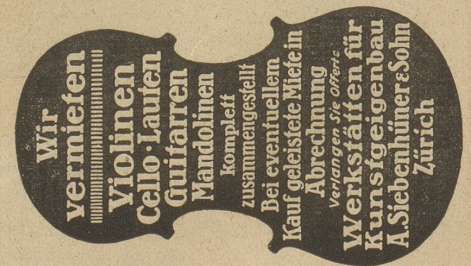 Wir
vermieten
Violinen
Cello·Lauten
Guitarren
Mandolinen
komplett
zusammengestellt
Bei eventuellem
Kauf geleistete Miete in
Abrechnung
Verlangen Sie Offerte
Werkstätten für
Kunstgeigenbau
A. Siebenhüner & Sohn
Zürich